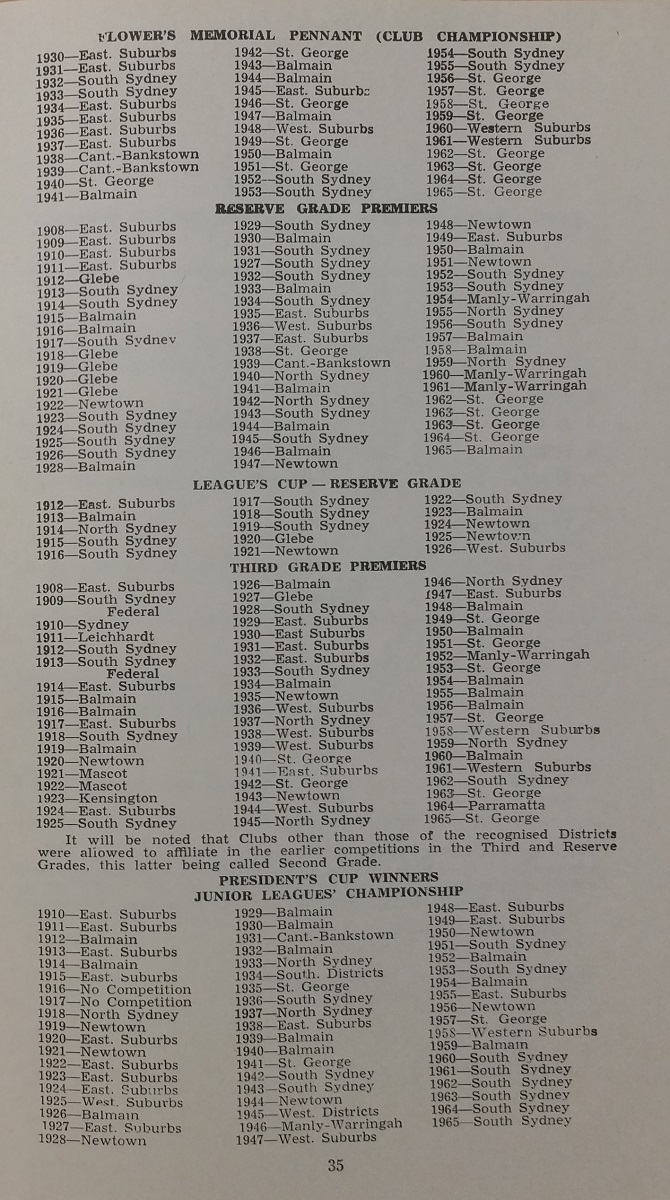 FLOWER'S MEMORIAL PENNANT (CLUB CHAMPIONSHIP)
1930—East. Suburbs
1931—East. Suburbs
1932—South Sydney
1933—South Sydney
1934—East. Suburbs
1935—East. Suburbs
1936—East. Suburbs
1937—East. Suburbs
1938—Cant.-Bankstown
1939—Cant.-Bankstown
1940—St. George
1941—Balmain
1942—St. George
1943—Balmain
1944—Balmain
1945—East. Suburbs
1946—St. George
1947—Balmain
1948—West. Suburbs
1949—St. George
1950—Balmain
1951—St. George
1952—South Sydney
1953—South Sydney
1954—South Sydney
1955—South Sydney
1956—St. George
1957—St. George
1958—St. George
1959—St. George
1960—Western Suburbs
1961—Western Suburbs
1962—St. George
1963—St. George
1964—St. George
1965—St. George
RESERVE GRADE PREMIERS
1908—East. Suburbs
1909—East. Suburbs
1910—East. Suburbs
1911—East. Suburbs
1912—Glebe
1913—South Sydney
1914—South Sydney
1915—Balmain
1916—Balmain
1917—South Sydney
1918—Glebe
1919—Glebe
1920—Glebe
1921—Glebe
1922—Newtown
1923—South Sydney
1924—South Sydney
1925—South Sydney
1926—South Sydney
1928—Balmain
1929—South Sydney
1930—Balmain
1931—South Sydney
1927—South Sydney
1932—South Sydney
1933—Balmain
1934—South Sydney
1935—East. Suburbs
1936—West. Suburbs
1937—East. Suburbs
1938—St. George
1939—Cant.-Bankstown
1940—North Sydney
1941—Balmain
1942—North Sydney
1943—South Sydney
1944—Balmain
1945—South Sydney
1946—Balmain
1947—Newtown
1948—Newtown
1949—East. Suburbs
1950—Balmain
1951—Newtown
1952—South Sydney
1953—South Sydney
1954—Manly-Warringah
1955—North Sydney
1956—South Sydney
1957—Balmain
1958—Balmain
1959—North Sydney
1960—Manly-Warringah
1961—Manly-Warringah
1962—St. George
1963—St. George
1963—St. George
1964—St. George
1965—Balmain
LEAGUE'S CUP — RESERVE GRADE
1912—East. Suburbs
1913—Balmain
1914—North Sydney
1915—South Sydney
1916—South Sydney
1917—South Sydney
1918—South Sydney
1919—South Sydney
1920—Glebe
1921—Newtown
1922—South Sydney
1923—Balmain
1924—Newtown
1925—Newtown
1926—West. Suburbs
THIRD GRADE PREMIERS
1908—East. Suburbs
1909—South Sydney
Federal
1910—Sydney
1911—Leichhardt
1912—South Sydney
1913—South Sydney
Federal
1914—East. Suburbs
1915—Balmain
1916—Balmain
1917—East. Suburbs
1918—South Sydney
1919—Balmain
1920—Newtown
1921—Mascot
1922—Mascot
1923—Kensington
1924—East. Suburbs
1925—South Sydney
1926—Balmain
1927—Glebe
1928—South Sydney
1929—East. Suburbs
1930—East Suburbs
1931—East. Suburbs
1932—East. Suburbs
1933—South Sydney
1934—Balmain
1935—Newtown
1936—West. Suburbs
1937—North Sydney
1938—West. Suburbs
1939—West. Suburbs
1940—St. George
1941—East. Suburbs
1942—St. George
1943—Newtown
1944—West. Suburbs
1945—North Sydney
1946—North Sydney
1947—East. Suburbs
1948—Balmain
1949—St. George
1950—Balmain
1951—St. George
1952—Manly-Warringah
1953—St. George
1954—Balmain
1955—Balmain
1956—Balmain
1957—St. George
1958—Western Suburbs
1959—North Sydney
1960—Balmain
1961—Western Suburbs
1962—South Sydney
1963—St. George
1964—Parramatta
1965—St. George
It will be noted that Clubs other than those of the recognised Districts
were allowed to affiliate in the earlier competitions in the Third and Reserve
Grades, this latter being called Second Grade.
PRESIDENT'S CUP WINNERS
JUNIOR LEAGUES' CHAMPIONSHIP
1910—East. Suburbs
1911—East. Suburbs
1912—Balmain
1913—East. Suburbs
1914—Balmain
1915—East. Suburbs
1916—No Competition
1917—No Competition
1918—North Sydney
1919—Newtown
1920—East. Suburbs
1921—Newtown
1922—East. Suburbs
1923—East. Suburbs
1924—East. Suburbs
1925—West. Suburbs
1926—Balmain
1927—East. Suburbs
1928—Newtown
1929—Balmain
1930—Balmain
1931—Cant.-Bankstown
1932—Balmain
1933—North Sydney
1934—South. Districts
1935—St. George
1936—South Sydney
1937—North Sydney
1938—East. Suburbs
1939—Balmain
1940—Balmain
1941—St. George
1942—South Sydney
1943—South Sydney
1944—Newtown
1945—West. Districts
1946—Manly-Warringah
1947—West. Suburbs
1948—East. Suburbs
1949—East. Suburbs
1950—Newtown
1951—South Sydney
1952—Balmain
1953—South Sydney
1954—Balmain
1955—East. Suburbs
1956—Newtown
1957—St. George
1958—Western Suburbs
1959—Balmain
1960—South Sydney
1961—South Sydney
1962—South Sydney
1963—South Sydney
1964—South Sydney
1965—South Sydney
35